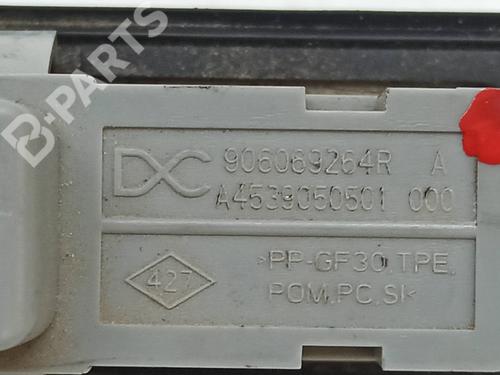 B-PARTS
DC 906069264R A
A4539050501 000
427
>PP-GF30.TPE.
POM.PC.SI<